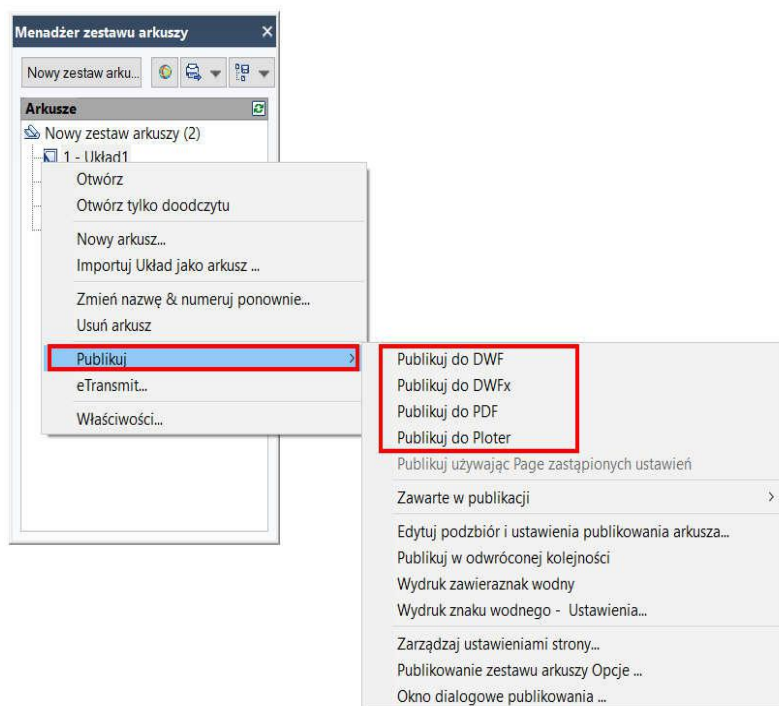 Menadżer zestawu arkuszy
Nowy zestaw arku...
Arkusze
Nowy zestaw arkuszy (2)
1 - Układ1
Otwórz
Otwórz tylko doodczytu
Nowy arkusz...
Importuj Układ jako arkusz ...
Zmień nazwę & numeruj ponownie...
Usuń arkusz
Publikuj
eTransmit...
Właściwości...
Publikuj do DWF
Publikuj do DWFx
Publikuj do PDF
Publikuj do Ploter
Publikuj używając Page zastąpionych ustawień
Zawarte w publikacji
Edytuj podzbiór i ustawienia publikowania arkusza...
Publikuj w odwróconej kolejności
Wydruk zawieraznak wodny
Wydruk znaku wodnego - Ustawienia...
Zarządzaj ustawieniami strony...
Publikowanie zestawu arkuszy Opcje ...
Okno dialogowe publikowania ...